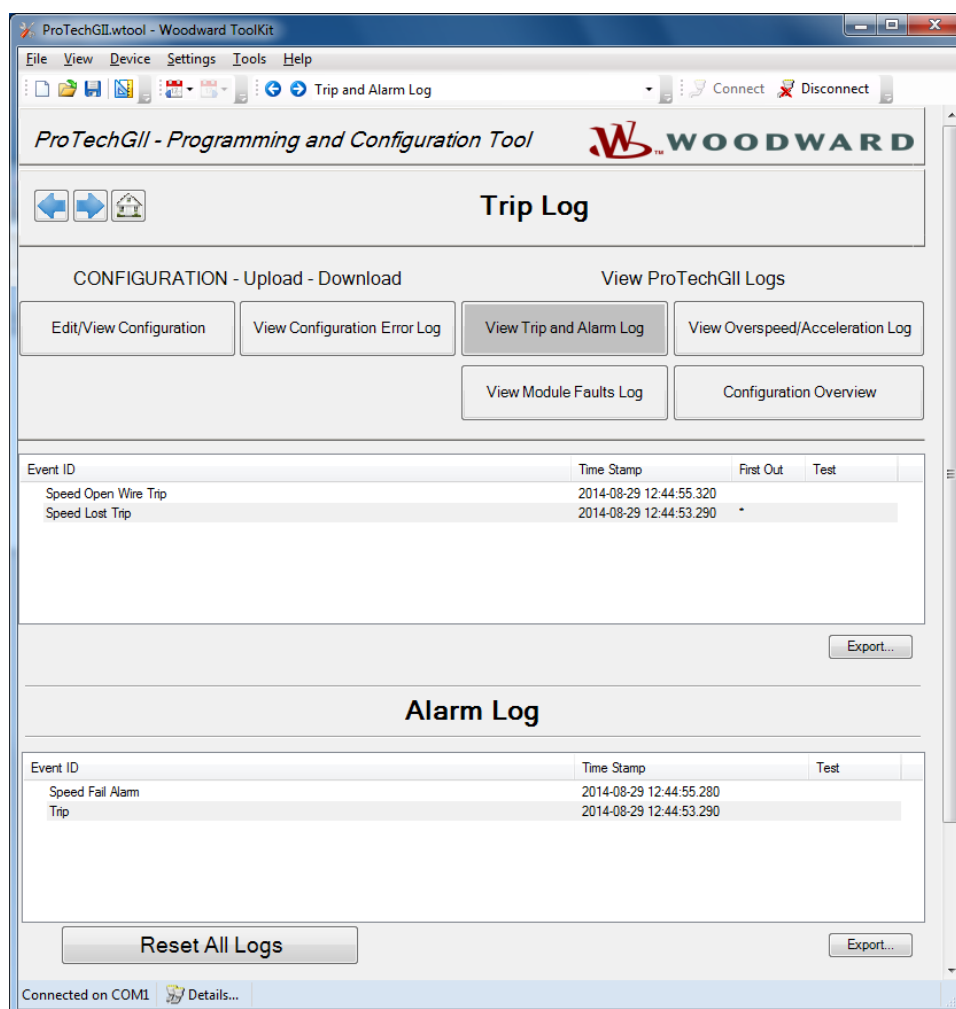 ProTechGII.wtool - Woodward ToolKit
File View Device Settings Tools Help
Trip and Alarm Log Connect Disconnect
ProTechGII - Programming and Configuration Tool WOODWARD
Trip Log
CONFIGURATION - Upload - Download View ProTechGII Logs
Edit/View Configuration View Configuration Error Log View Trip and Alarm Log View Overspeed/Acceleration Log
View Module Faults Log Configuration Overview
Event ID Time Stamp First Out Test
Speed Open Wire Trip 2014-08-29 12:44:55.320
Speed Lost Trip 2014-08-29 12:44:53.290 *
Export...
Alarm Log
Event ID Time Stamp Test
Speed Fail Alarm 2014-08-29 12:44:55.280
Trip 2014-08-29 12:44:53.290
Reset All Logs Export...
Connected on COM1 Details...